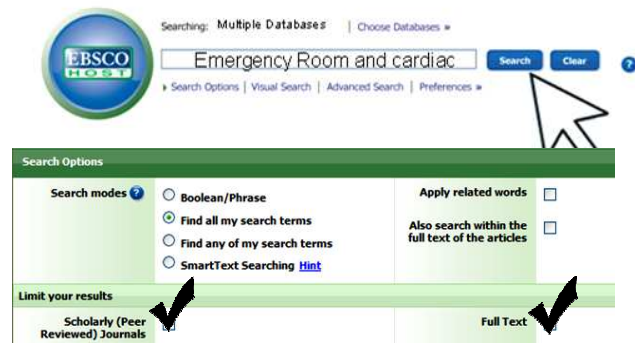 Searching: Multiple Databases | Choose Databases »
EBSCO
HOST
Emergency Room and cardiac Search Clear ?
Search Options | Visual Search | Advanced Search | Preferences »
Search Options
Search modes ? Boolean/Phrase
Find all my search terms
Find any of my search terms
SmartText Searching Hint
Apply related words
Also search within the
full text of the articles
Limit your results
Scholarly (Peer
Reviewed) Journals
Full Text